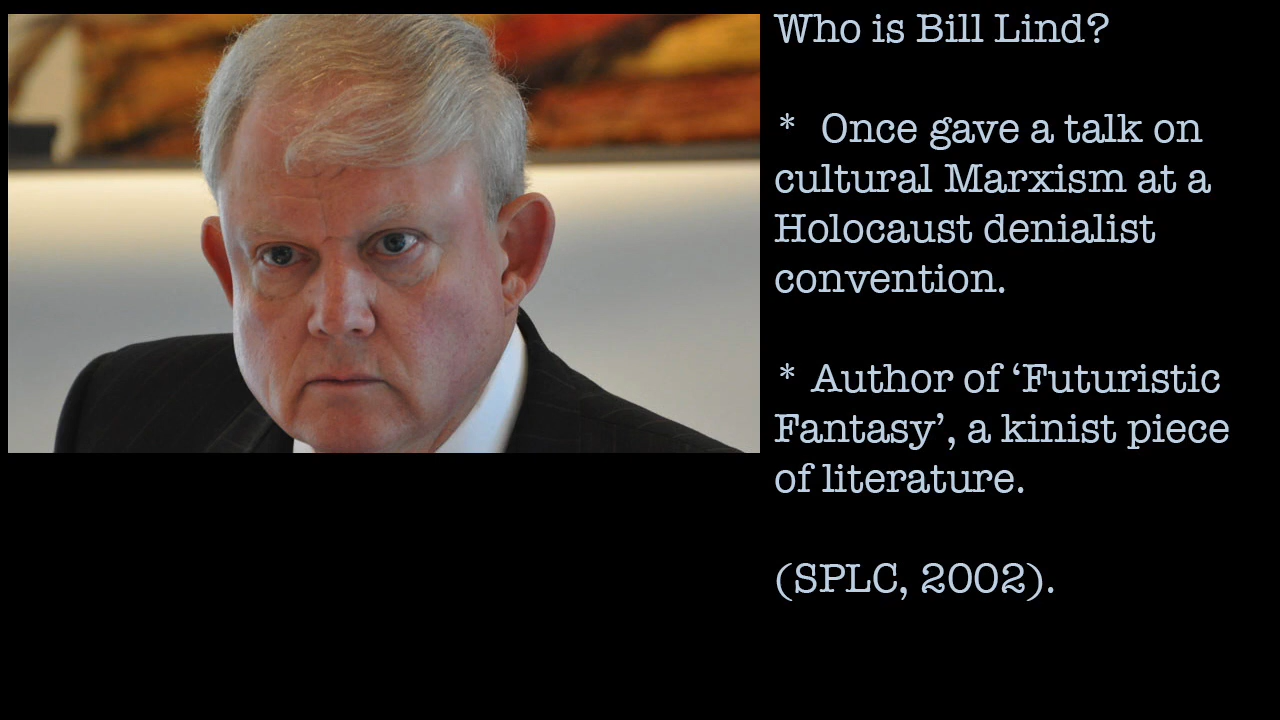 Who is Bill Lind?
* Once gave a talk on
cultural Marxism at a
Holocaust denialist
convention.
* Author of ‘Futuristic
Fantasy’, a kinist piece
of literature.
(SPLC, 2002).